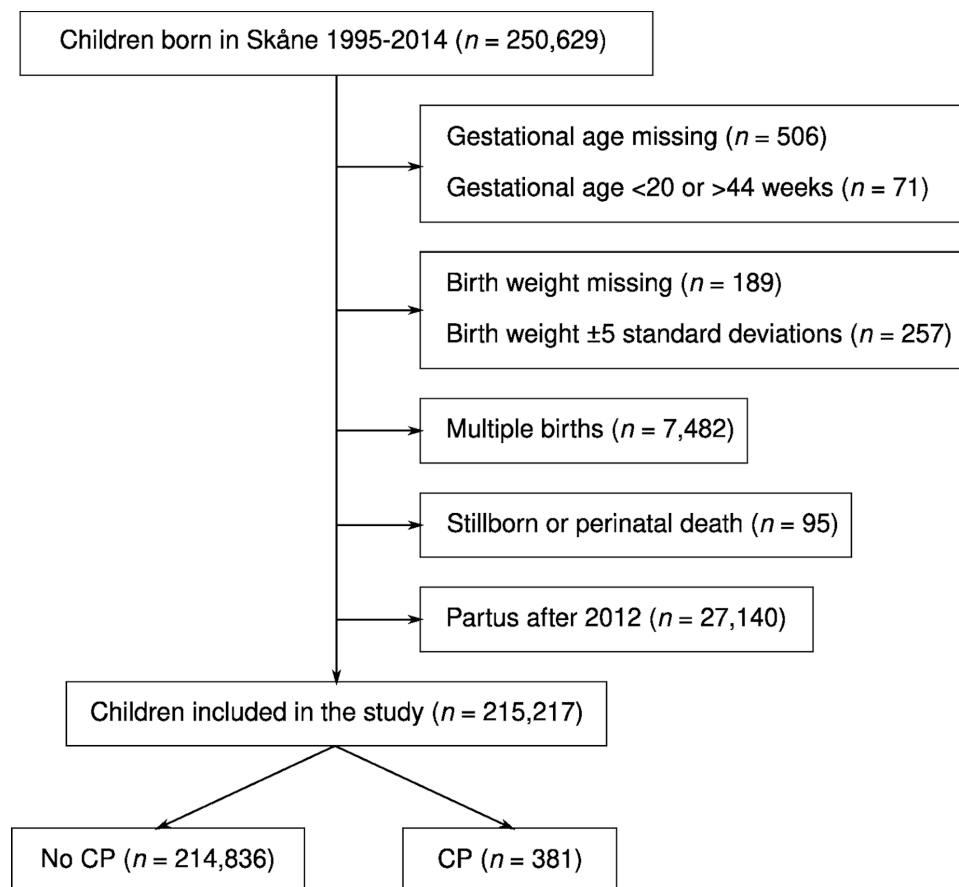 Children born in Skåne 1995-2014 (n = 250,629)
Gestational age missing (n = 506)
Gestational age <20 or >44 weeks (n = 71)
Birth weight missing (n = 189)
Birth weight ±5 standard deviations (n = 257)
Multiple births (n = 7,482)
Stillborn or perinatal death (n = 95)
Partus after 2012 (n = 27,140)
Children included in the study (n = 215,217)
No CP (n = 214,836)
CP (n = 381)